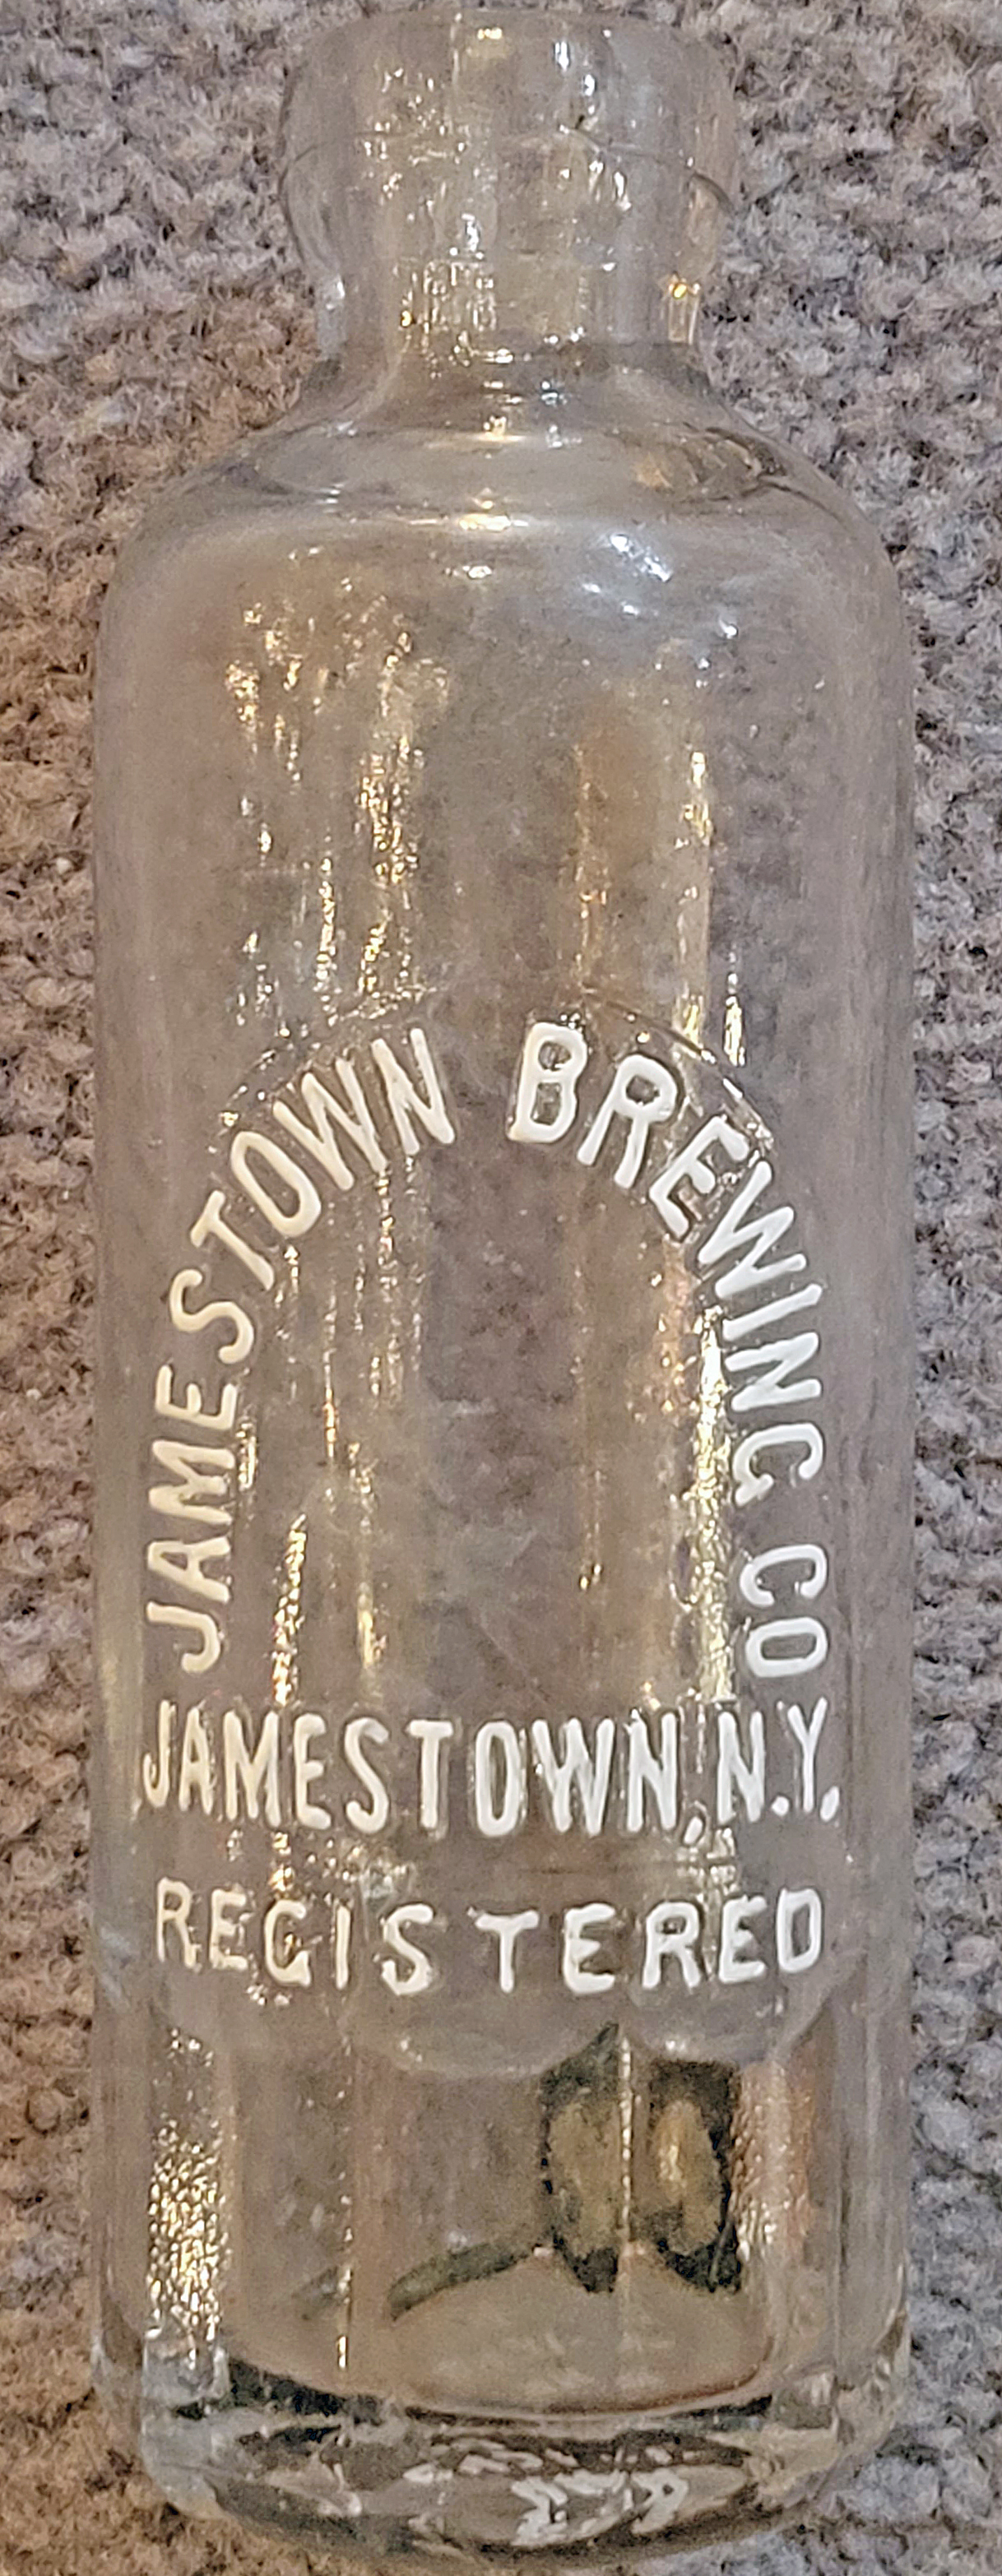 JAMESTOWN BREWING CO
JAMESTOWN, N.Y.
REGISTERED